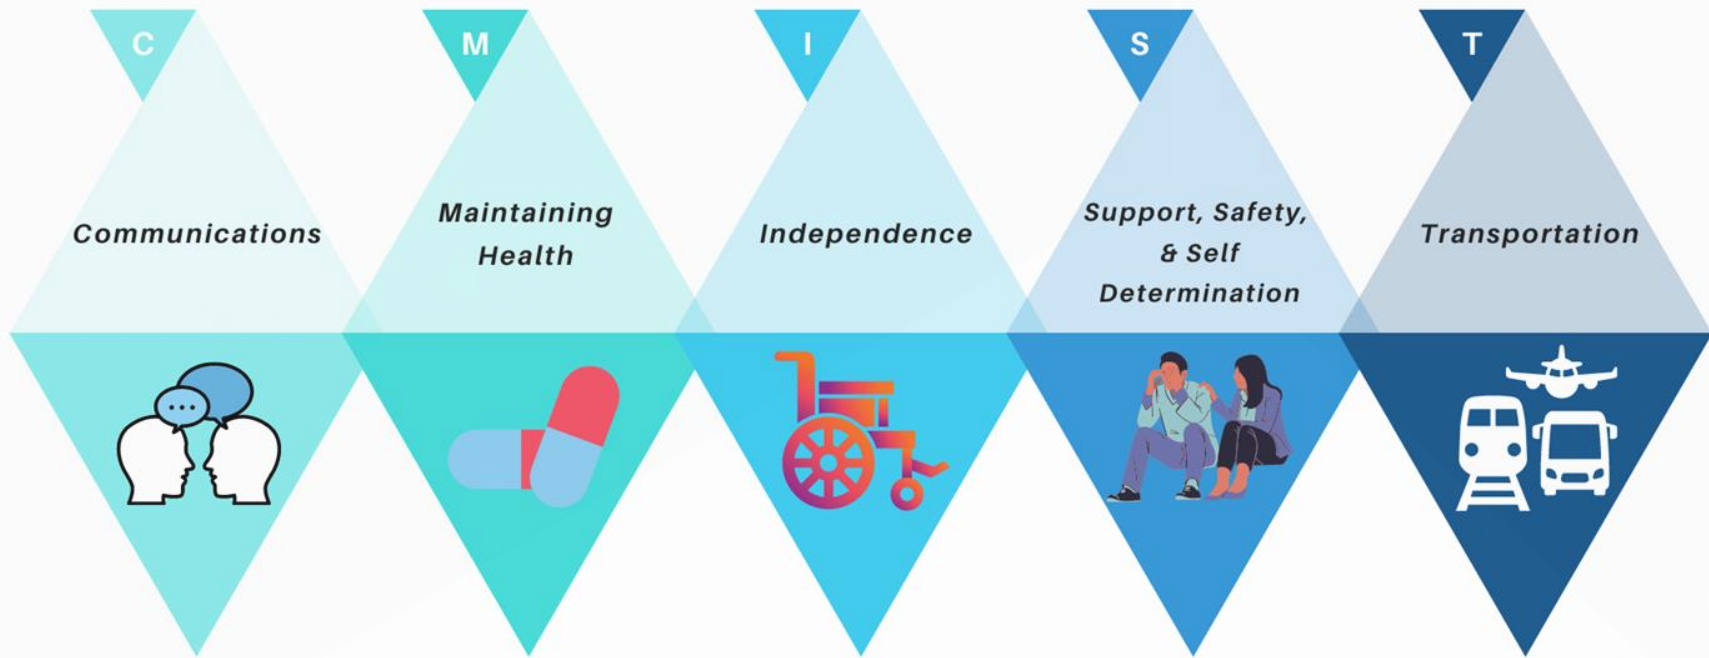 C
Communications
M
Maintaining
Health
I
Independence
S
Support, Safety,
& Self
Determination
T
Transportation